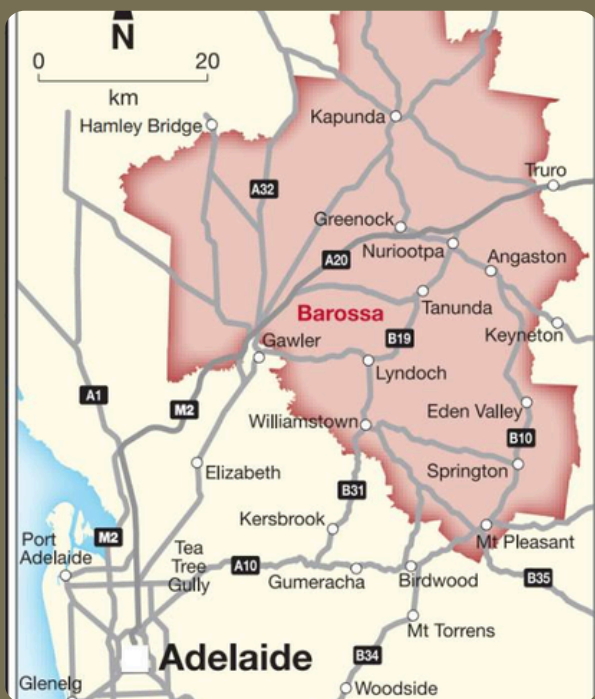 N
0
20
km
Kapunda
Hamley Bridge
Truro
A32
Greenock
Nuriootpa
A20
Angaston
Tanunda
Barossa
Keyneton
Gawler
B19
Lyndoch
A1
M2
Eden Valley
Williamstown
B10
Elizabeth
Springton
B31
Kersbrook
M2
Port
Adelaide
Tea
Tree
Gully
A10
Gumeracha
Birdwood
Mt Pleasant
B35
Mt Torrens
Adelaide
B34
Glenelg
Woodside